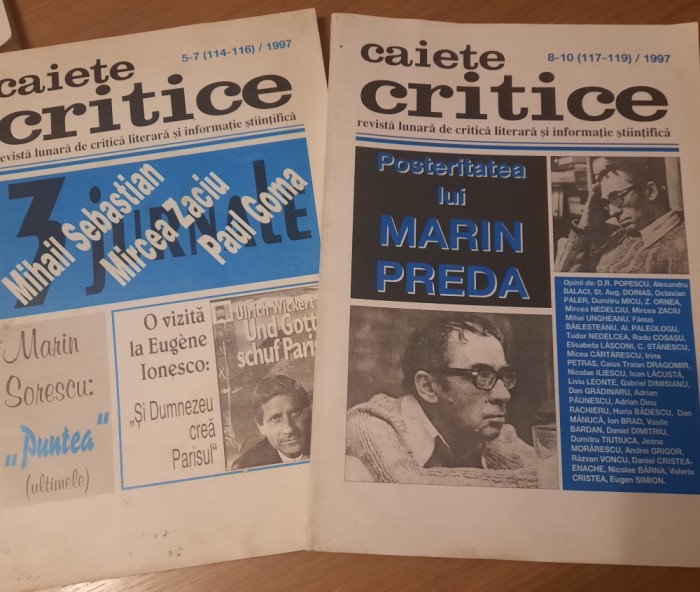 5-7 (114-116) / 1997
caiete
critice
revistă lunară de critică literară și informație științifică
3 jurnale
Mihail Sebastian
Mircea Zaciu
Paul Goma
Marin
Sorescu:
„Puntea"
(ultimele)
O vizită
la Eugène
Ionesco:
„Și Dumnezeu
creă
Parisul"
Ulrich Wickert
Und Gott
schuf Paris
8-10 (117-119) / 1997
caiete
critice
revistă lunară de critică literară și informație științifică
Posteritatea
lui
MARIN
PREDA
Opinii de: D.R. POPESCU, Alexandru
BALACI, St. Aug. DOINAS, Octavian
PALER, Dumitru MICU, Z. ORNEA,
Mircea NEDELCIU, Mircea ZACIU
Mihai UNGHEANU, Fănus
BĂILEȘTEANU, Al. PALEOLOGU,
Tudor NEDELCEA, Radu COSAȘU,
Elisabeta LASCONI, C. STĂNESCU,
Micea CĂRTĂRESCU, Irina
PETRAȘ, Caius Traian DRAGOMIR,
Nicolae ILIESCU, Ioan LĂCUSTĂ,
Liviu LEONTE, Gabriel DIMISIANU,
Dan GRĂDINARU, Adrian
PĂUNESCU, Adrian Dinu
RACHIERU, Horia BĂDESCU, Dan
MĂNUCĂ, Ion BRAD, Vasile
BARDAN, Daniel DIMITRIU,
Dumitru TIUTIUCA, Jeana
MORĂRESCU, Andrei GRIGOR,
Răzvan VONCU, Daniel CRISTEA-
ENACHE, Nicolae BÂRNA, Valeriu
CRISTEA, Eugen SIMION.